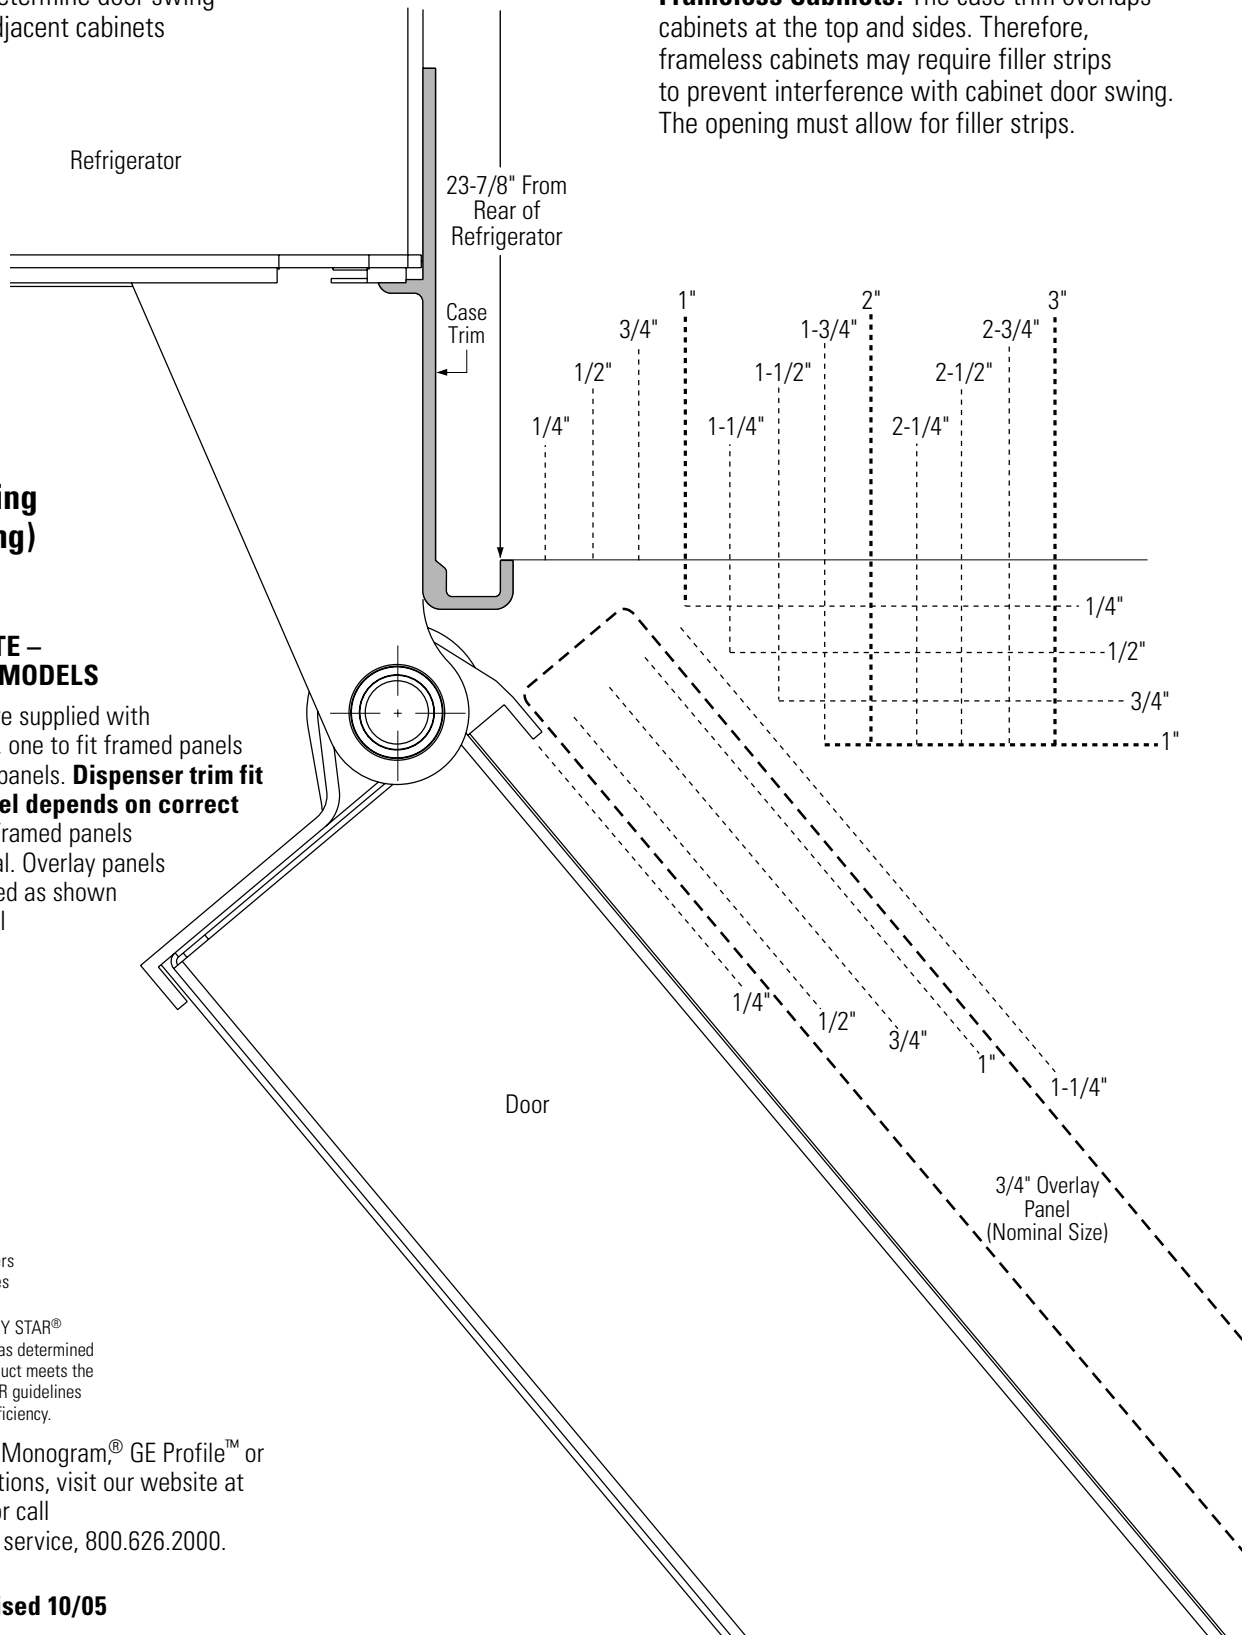 etermine door swing
djacent cabinets
Frameless Cabinets: The case trim overlaps
cabinets at the top and sides. Therefore,
frameless cabinets may require filler strips
to prevent interference with cabinet door swing.
The opening must allow for filler strips.
Refrigerator
23-7/8" From
Rear of
Refrigerator
Case
Trim
1"
2"
3"
3/4"
1-3/4"
2-3/4"
1/2"
1-1/2"
2-1/2"
1/4"
1-1/4"
2-1/4"
1/4"
1/2"
3/4"
1"
ing
ng)
TE –
MODELS
re supplied with
, one to fit framed panels
panels. Dispenser trim fit
el depends on correct
framed panels
al. Overlay panels
ed as shown
l
1/4"
1/2"
3/4"
1"
1-1/4"
Door
3/4" Overlay
Panel
(Nominal Size)
ers
es
Y STAR®
as determined
uct meets the
R guidelines
ficiency.
Monogram,® GE Profile™ or
tions, visit our website at
or call
service, 800.626.2000.
ised 10/05